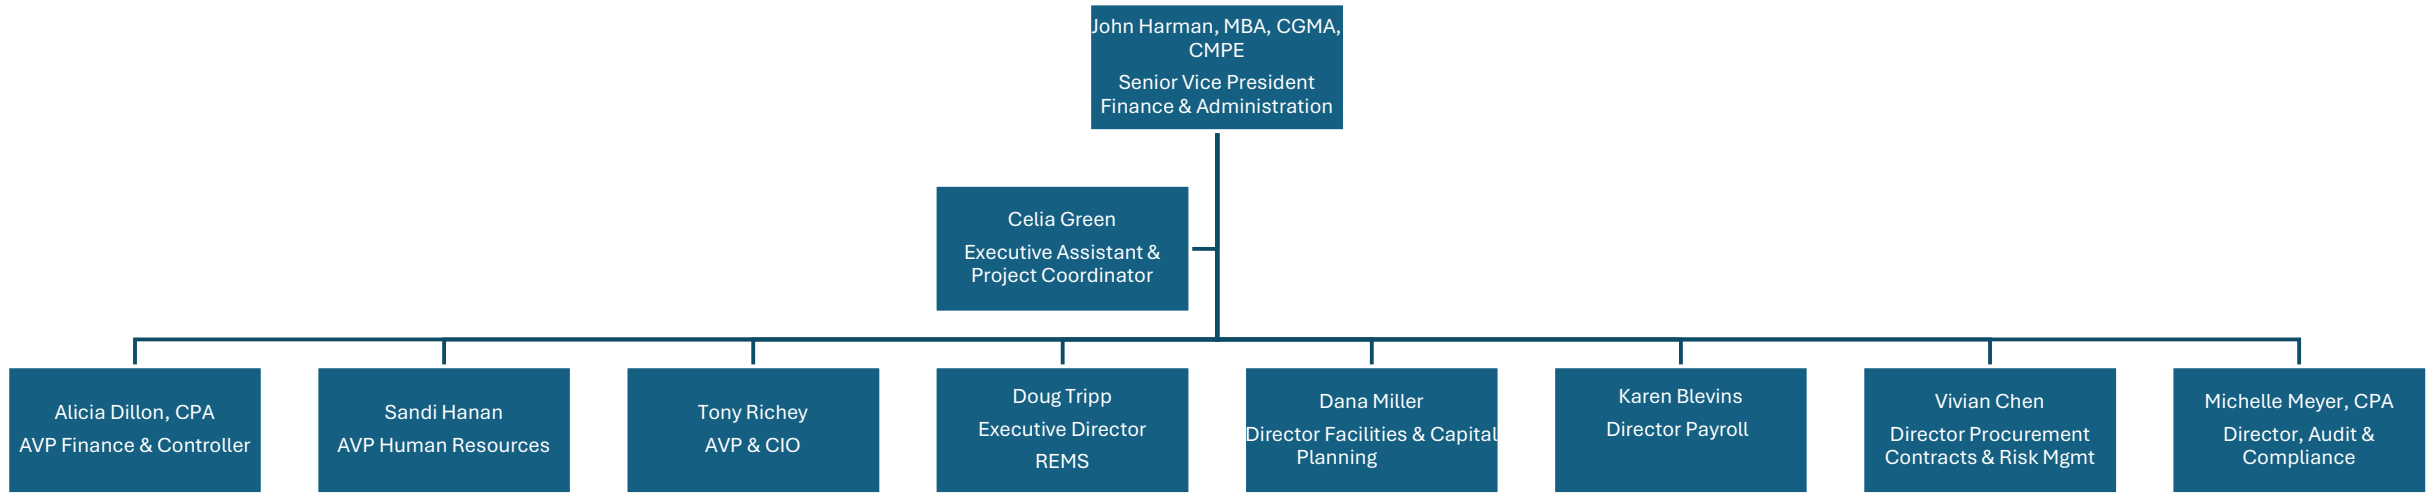 John Harman, MBA, CGMA,
CMPE
Senior Vice President
Finance & Administration
Celia Green
Executive Assistant &
Project Coordinator
Alicia Dillon, CPA
AVP Finance & Controller
Sandi Hanan
AVP Human Resources
Tony Richey
AVP & CIO
Doug Tripp
Executive Director
REMS
Dana Miller
Director Facilities & Capital
Planning
Karen Blevins
Director Payroll
Vivian Chen
Director Procurement
Contracts & Risk Mgmt
Michelle Meyer, CPA
Director, Audit &
Compliance